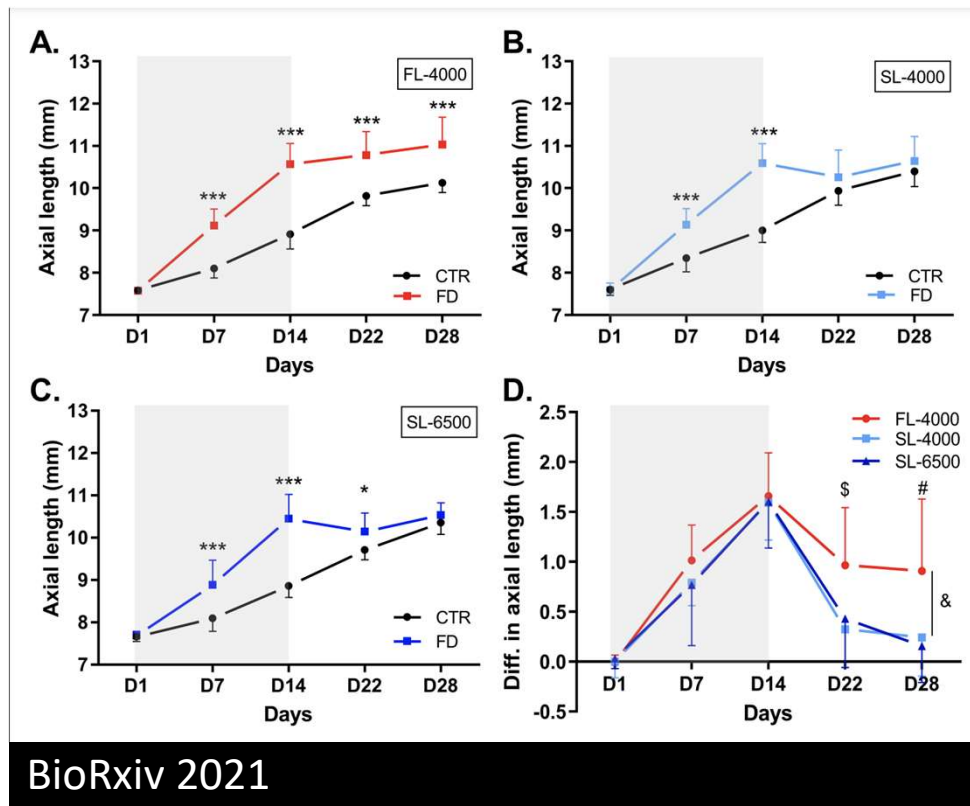 A.
FL-4000
Axial length (mm)
13
12
11
10
9
8
7
***
***
***
***
CTR
FD
D1 D7 D14 D22 D28
Days
B.
SL-4000
Axial length (mm)
13
12
11
10
9
8
7
***
***
CTR
FD
D1 D7 D14 D22 D28
Days
C.
SL-6500
Axial length (mm)
13
12
11
10
9
8
7
***
***
*
CTR
FD
D1 D7 D14 D22 D28
Days
D.
FL-4000
SL-4000
SL-6500
Diff. in axial length (mm)
2.5
2.0
1.5
1.0
0.5
0.0
-0.5
$
#
&
D1 D7 D14 D22 D28
Days
BioRxiv 2021